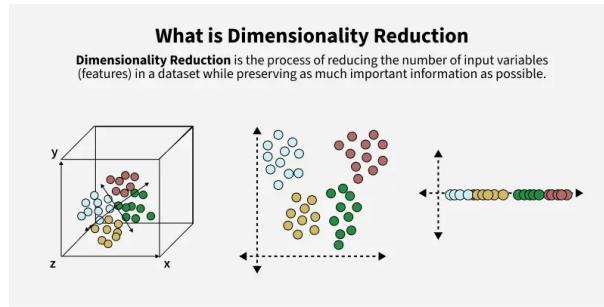 What is Dimensionality Reduction
Dimensionality Reduction is the process of reducing the number of input variables
(features) in a dataset while preserving as much important information as possible.
y
z
x